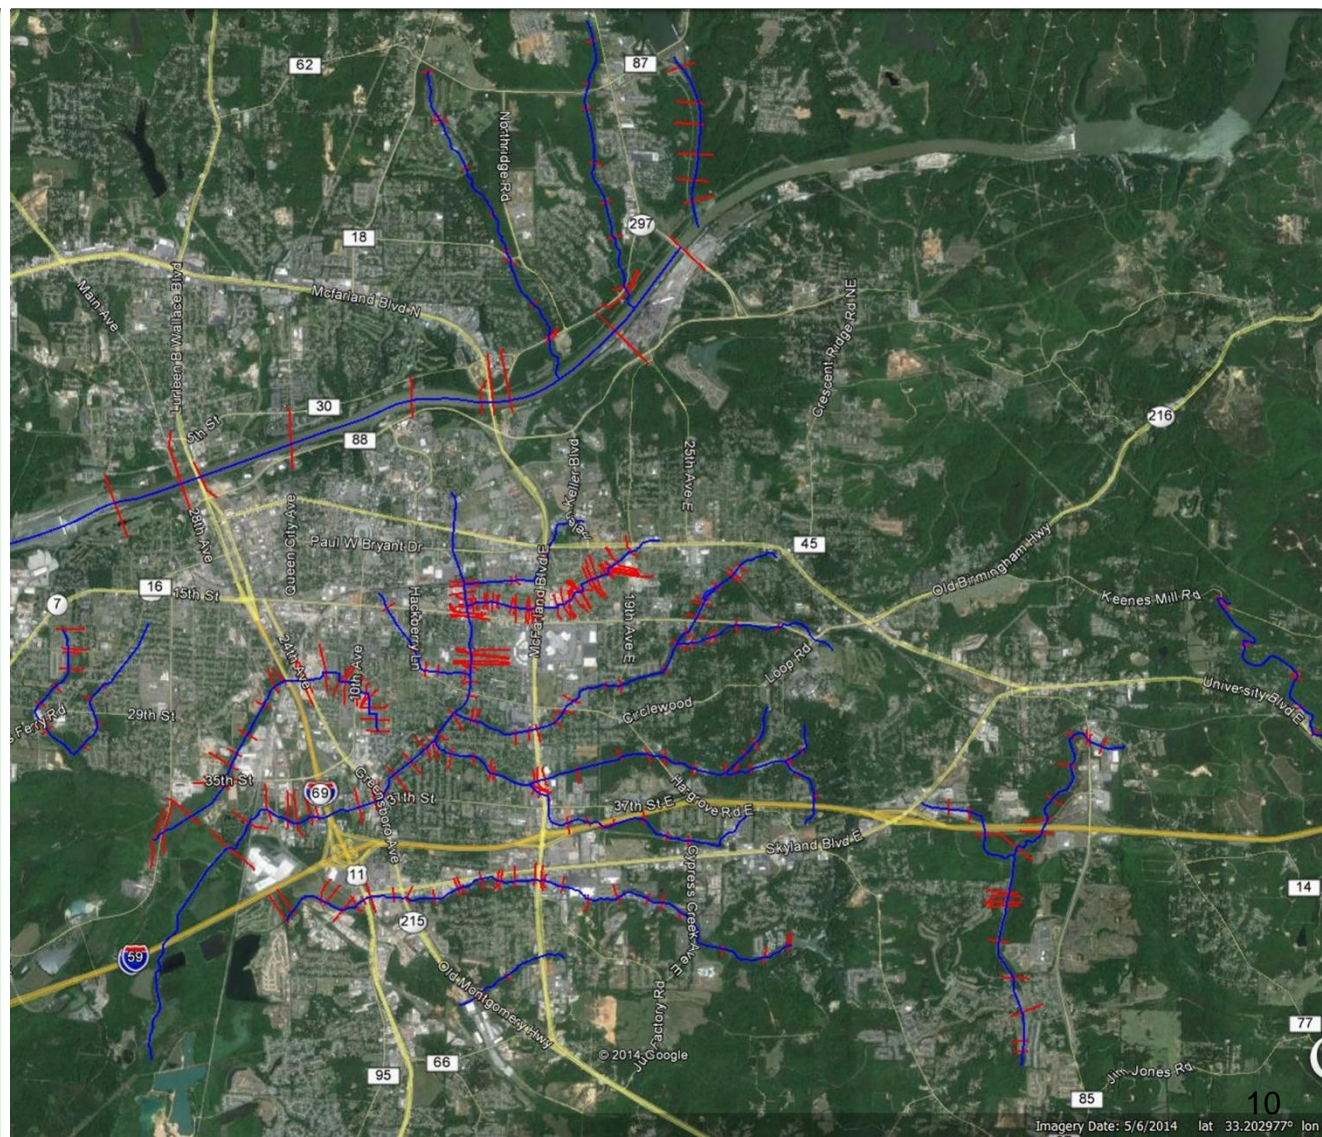 62
87
Northridge Rd
297
18
Main Ave
Lurleen B Wallace Blvd
Mcfarland Blvd N
Crescent Ridge Rd NE
216
30
5th St
88
25th Ave E
28th Ave
Queen City Ave
Paul W Bryant Dr
McFarland Blvd E
45
Old Birmingham Hwy
16
15th St
7
Hackberry Ln
19th Ave E
Keenes Mill Rd
24th Ave
10th Ave
Loop Rd
Circlewood
University Blvd E
29th St
Ferry Rd
35th St
69
Greensboro Ave
37th St E
Hargrove Rd E
Skyland Blvd E
11
Cypress Creek Ave E
14
215
59
Old Montgomery Hwy
Factory Rd
77
© 2014 Google
66
95
Jim Jones Rd
85
10
Imagery Date: 5/6/2014 lat 33.202977° lon